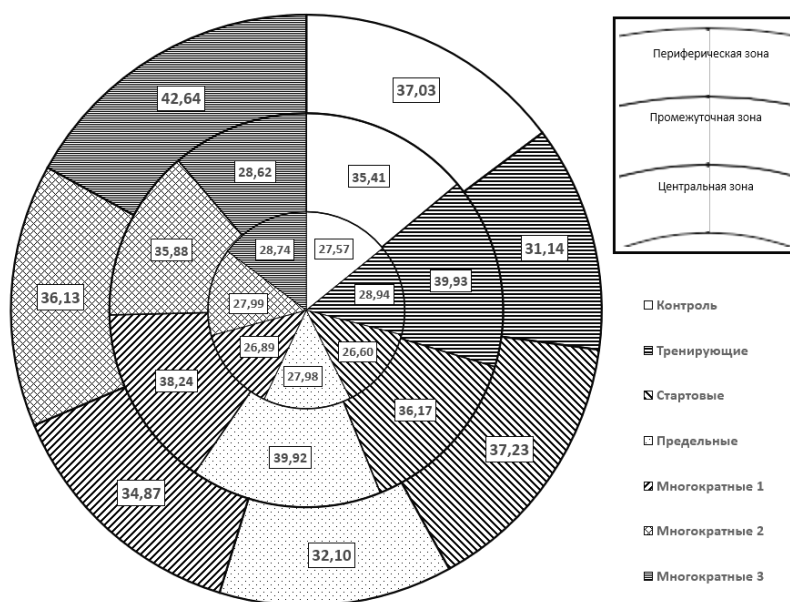 37,03
42,64
28,62
35,41
31,14
28,74
27,57
39,93
28,94
35,88
27,99
36,13
26,89
26,60
38,24
27,98
36,17
37,23
39,92
34,87
32,10
Периферическая зона
Промежуточная зона
Центральная зона
Контроль
Тренирующие
Стартовые
Предельные
Многократные 1
Многократные 2
Многократные 3